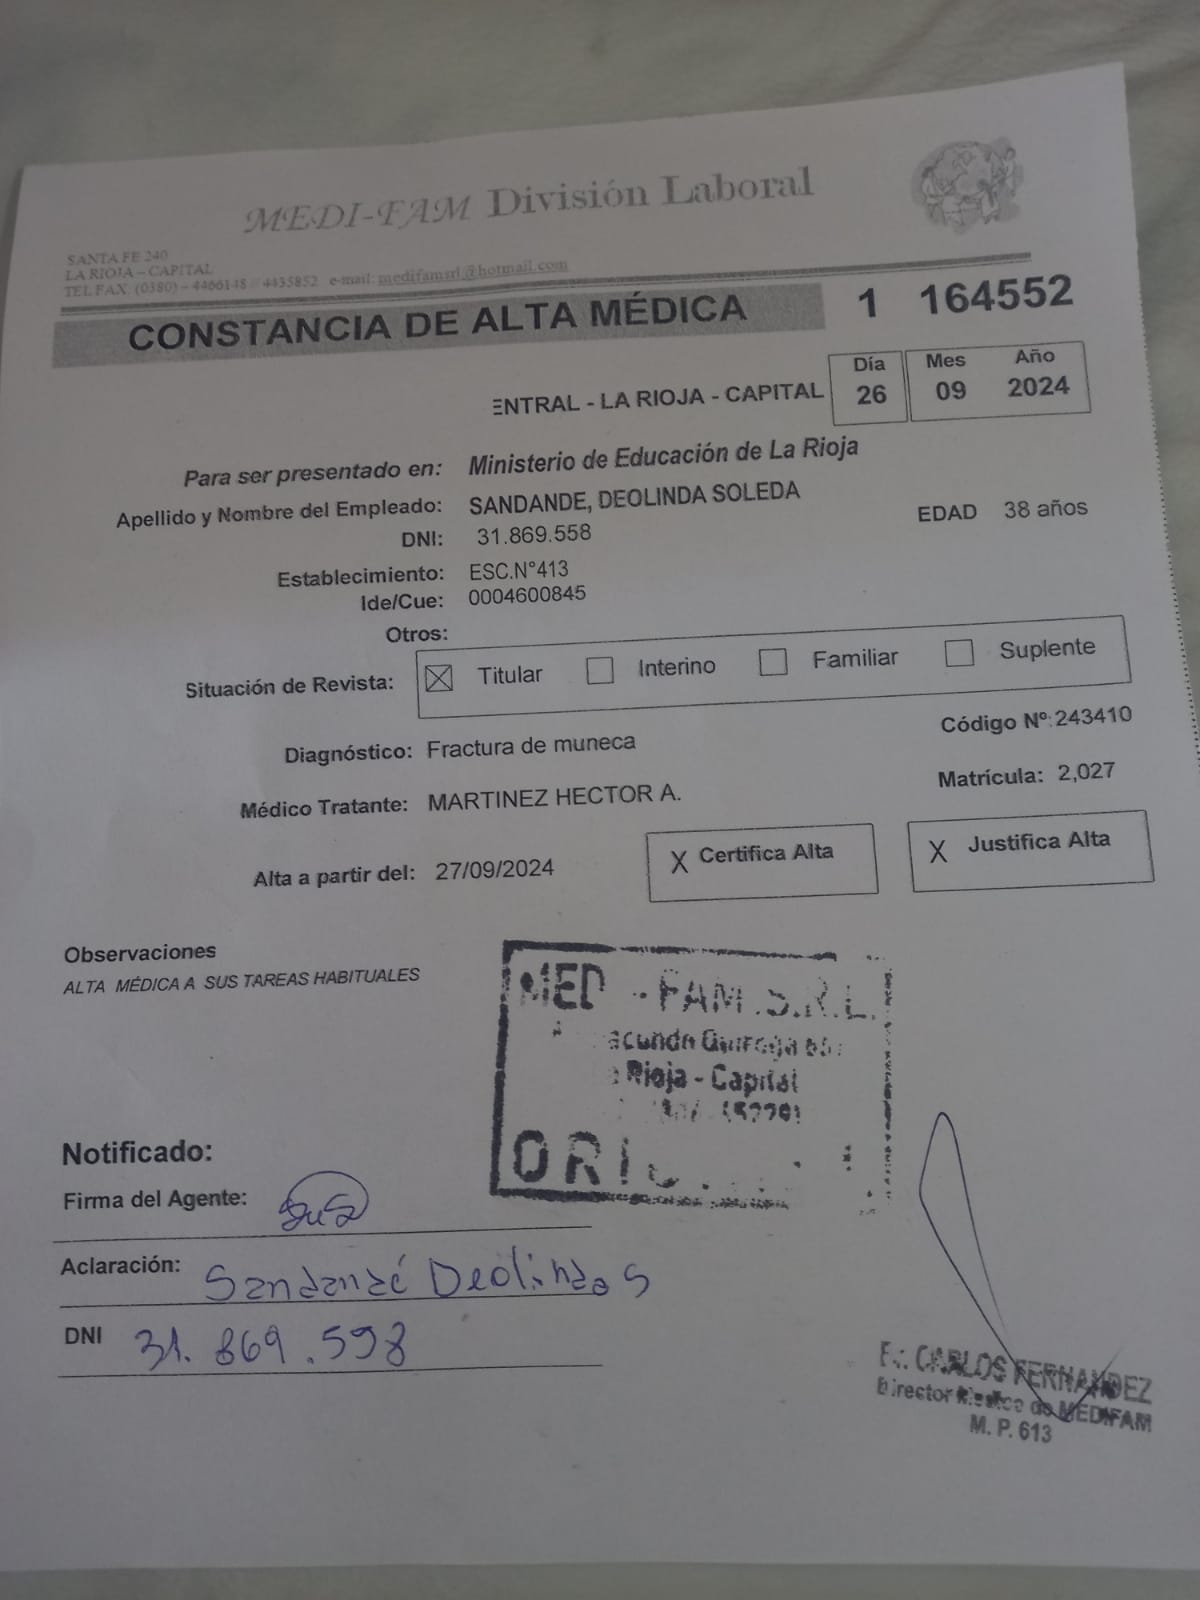 MEDI-FAM División Laboral
SANTA FE 240
LA RIOJA – CAPITAL
TEL FAX. (0380) – 4466148 // 4435852 e-mail: medifamsrl@hotmail.com
CONSTANCIA DE ALTA MÉDICA 1 164552
Día Mes Año
ENTRAL - LA RIOJA - CAPITAL 26 09 2024
Para ser presentado en: Ministerio de Educación de La Rioja
Apellido y Nombre del Empleado: SANDANDE, DEOLINDA SOLEDA
DNI: 31.869.558 EDAD 38 años
Establecimiento: ESC.N°413
Ide/Cue: 0004600845
Otros:
Situación de Revista: Titular Interino Familiar Suplente
Diagnóstico: Fractura de muneca Código Nº: 243410
Médico Tratante: MARTINEZ HECTOR A. Matrícula: 2,027
Alta a partir del: 27/09/2024 X Certifica Alta X Justifica Alta
Observaciones
ALTA MÉDICA A SUS TAREAS HABITUALES
MED - FAM.S.R.L.
Rioja - Capital
Notificado:
Firma del Agente:
Aclaración: Sandandé Deolinda S
DNI 31.869.598
CARLOS FERNANDEZ
Director de MEDIFAM
M. P. 613